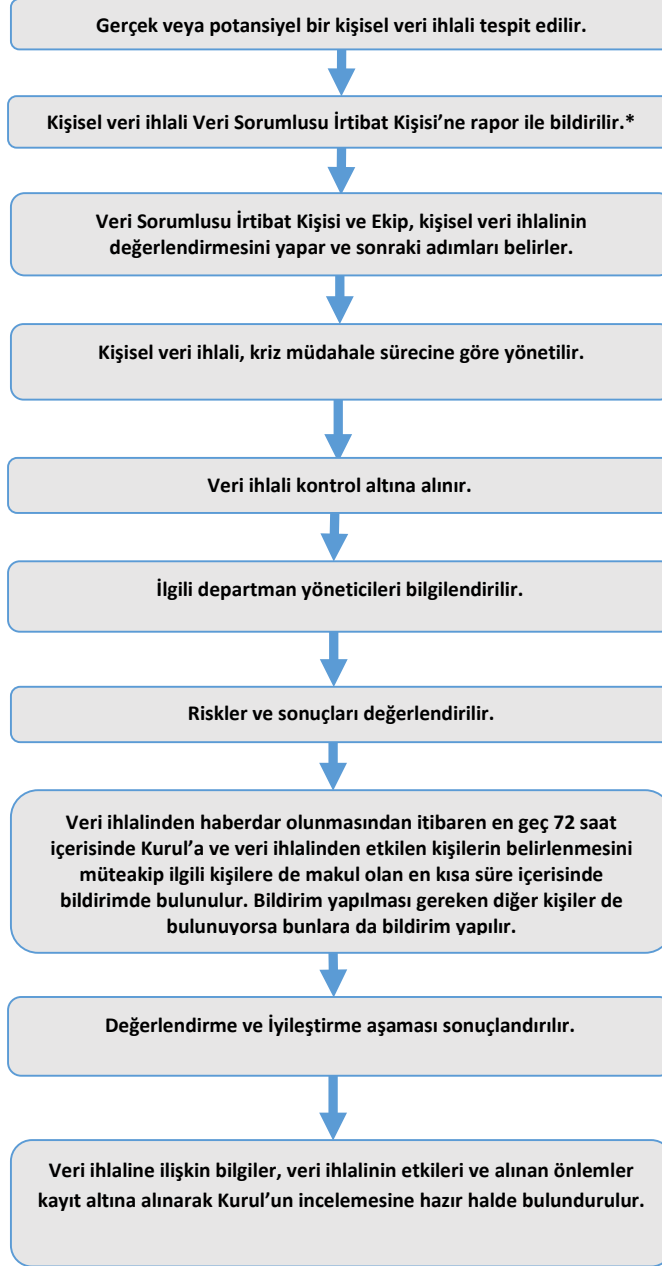 Gerçek veya potansiyel bir kişisel veri ihlali tespit edilir.
Kişisel veri ihlali Veri Sorumlusu İrtibat Kişisi’ne rapor ile bildirilir.*
Veri Sorumlusu İrtibat Kişisi ve Ekip, kişisel veri ihlalinin
değerlendirmesini yapar ve sonraki adımları belirler.
Kişisel veri ihlali, kriz müdahale sürecine göre yönetilir.
Veri ihlali kontrol altına alınır.
İlgili departman yöneticileri bilgilendirilir.
Riskler ve sonuçları değerlendirilir.
Veri ihlalinden haberdar olunmasından itibaren en geç 72 saat
içerisinde Kurul’a ve veri ihlalinden etkilen kişilerin belirlenmesini
müteakip ilgili kişilere de makul olan en kısa süre içerisinde
bildirimde bulunulur. Bildirim yapılması gereken diğer kişiler de
bulunuyorsa bunlara da bildirim yapılır.
Değerlendirme ve İyileştirme aşaması sonuçlandırılır.
Veri ihlaline ilişkin bilgiler, veri ihlalinin etkileri ve alınan önlemler
kayıt altına alınarak Kurul’un incelemesine hazır halde bulundurulur.